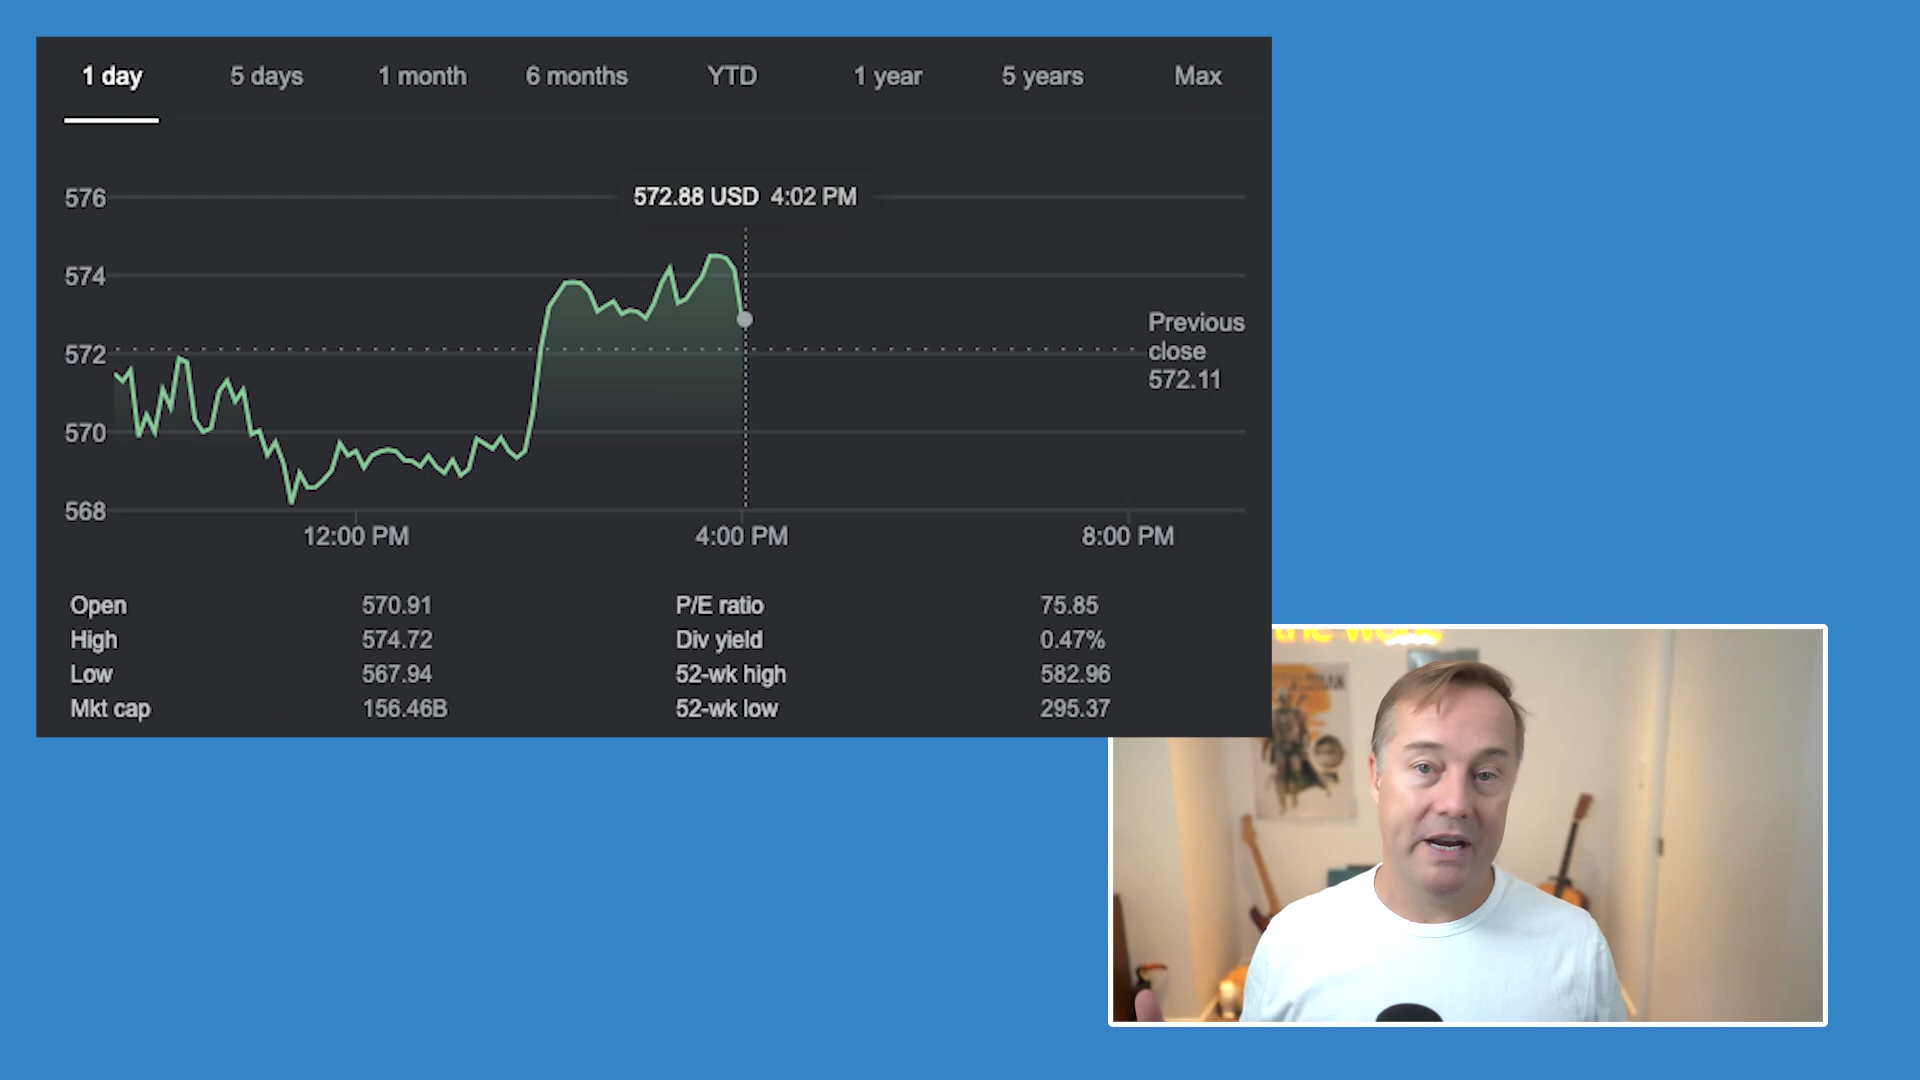 1 day 5 days 1 month 6 months YTD 1 year 5 years Max
576
572.88 USD 4:02 PM
574
Previous
close
572.11
572
570
568
12:00 PM 4:00 PM 8:00 PM
Open 570.91 P/E ratio 75.85
High 574.72 Div yield 0.47%
Low 567.94 52-wk high 582.96
Mkt cap 156.46B 52-wk low 295.37